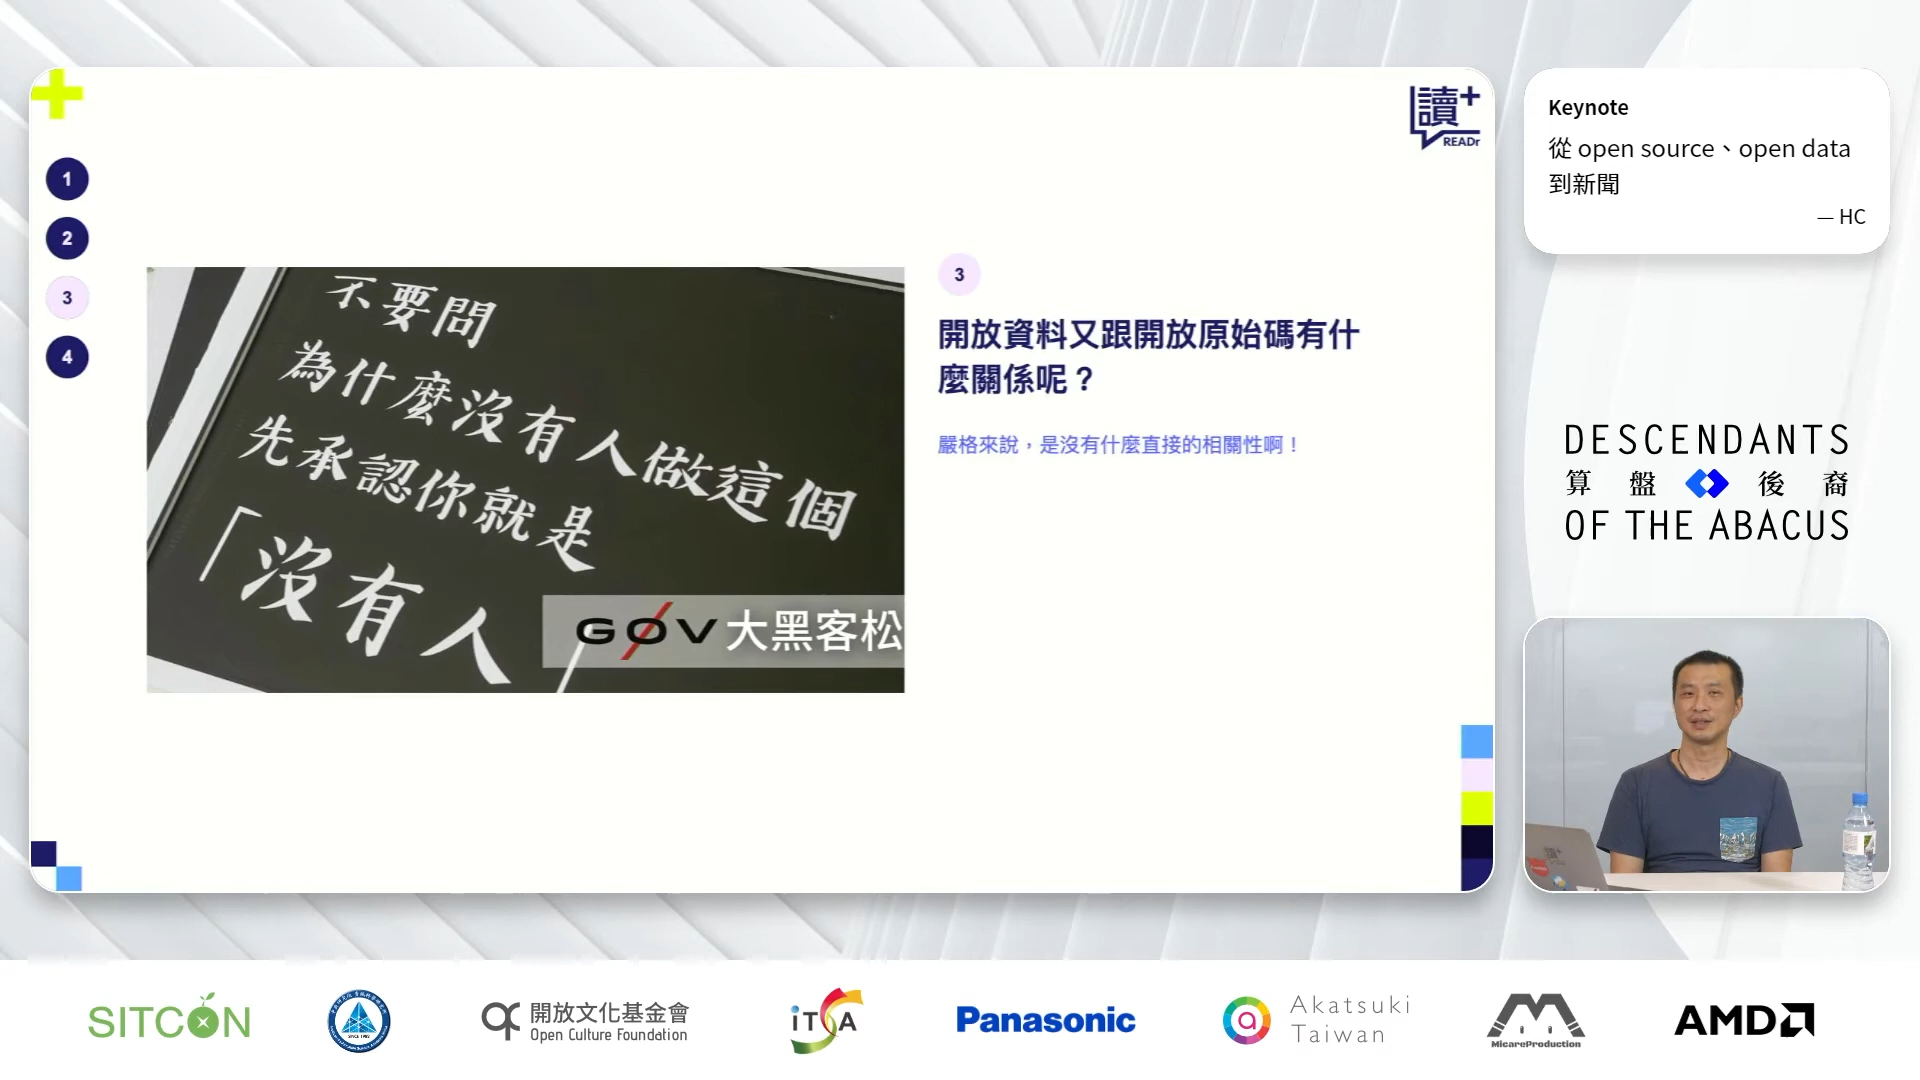 1
2
3
4
讀+
READr
不要問
為什麼沒有人做這個
先承認你就是
「沒有人」
GØV 大黑客松
3
開放資料又跟開放原始碼有什
麼關係呢？
嚴格來說，是沒有什麼直接的相關性啊！
Keynote
從 open source、open data
到新聞
— HC
DESCENDANTS
算盤後裔
OF THE ABACUS
SITCON
開放文化基金會
Open Culture Foundation
iTSA
Panasonic
a
Akatsuki
Taiwan
MicareProduction
AMD